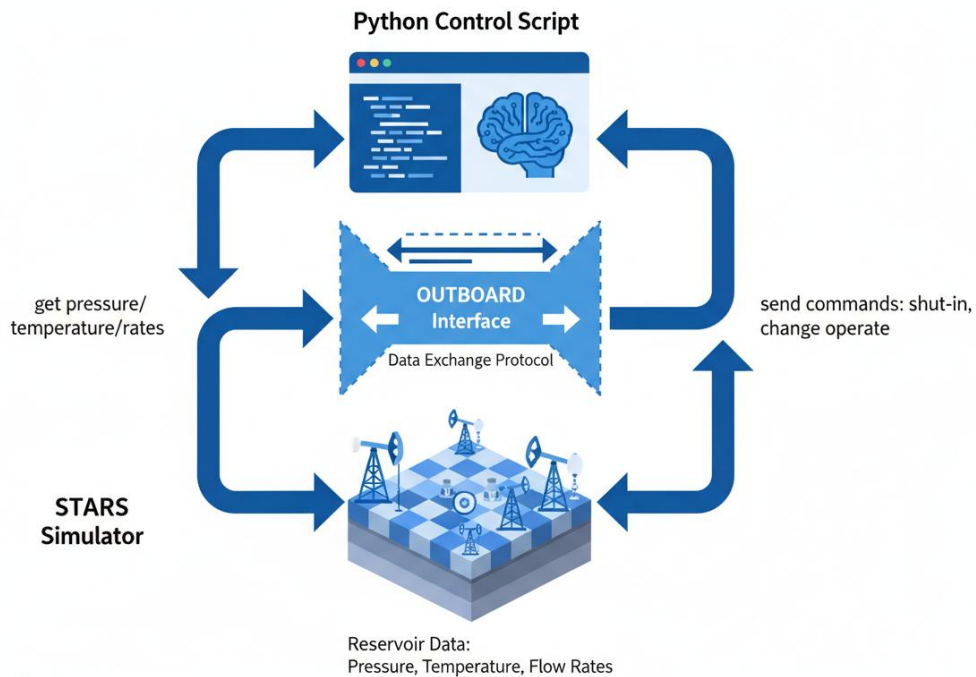 Python Control Script
get pressure/
temperature/rates
OUTBOARD
Interface
Data Exchange Protocol
send commands: shut-in,
change operate
STARS
Simulator
Reservoir Data:
Pressure, Temperature, Flow Rates